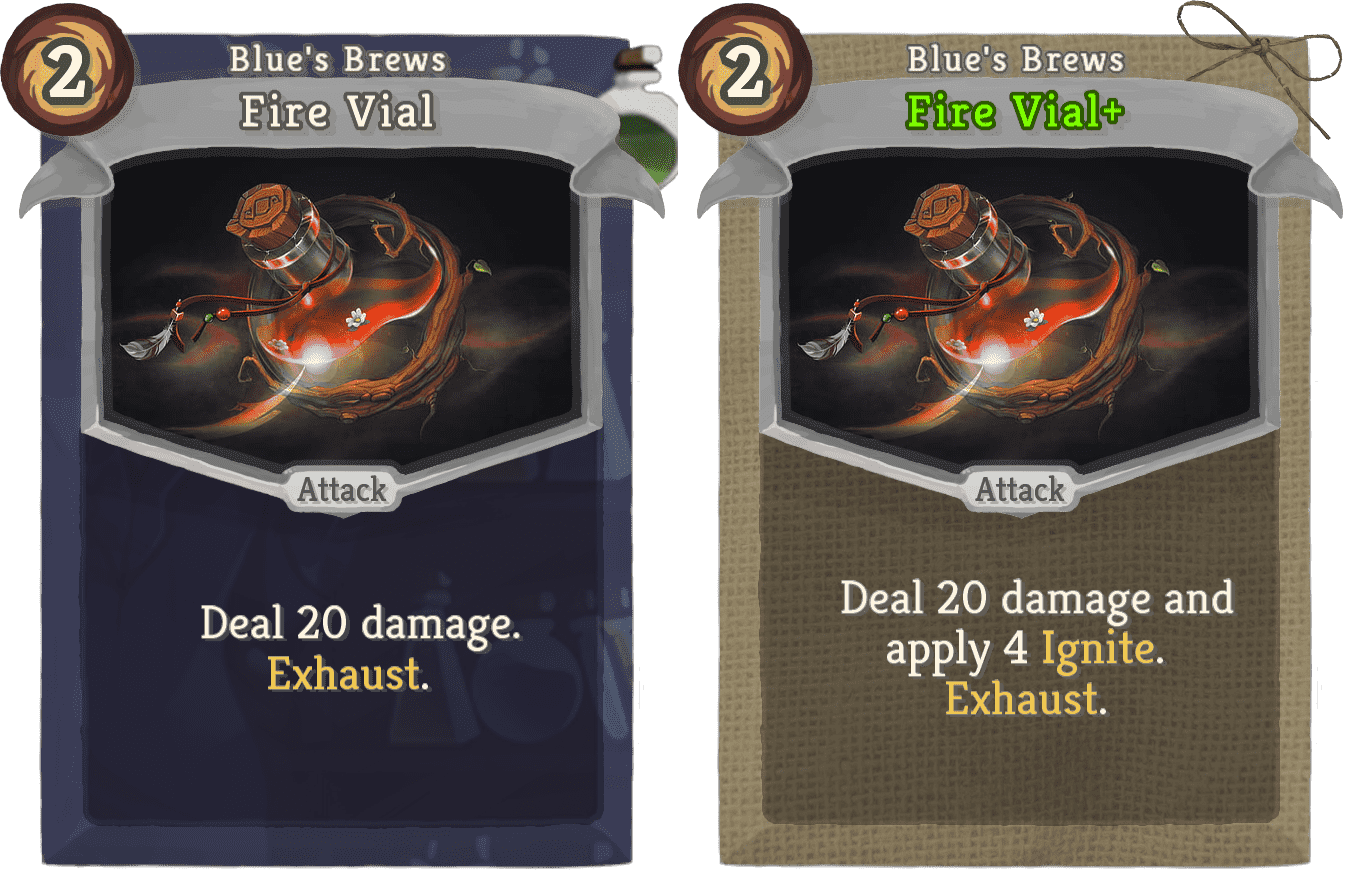 2
Blue's Brews
Fire Vial
Attack
Deal 20 damage.
Exhaust.
2
Blue's Brews
Fire Vial+
Attack
Deal 20 damage and
apply 4 Ignite.
Exhaust.